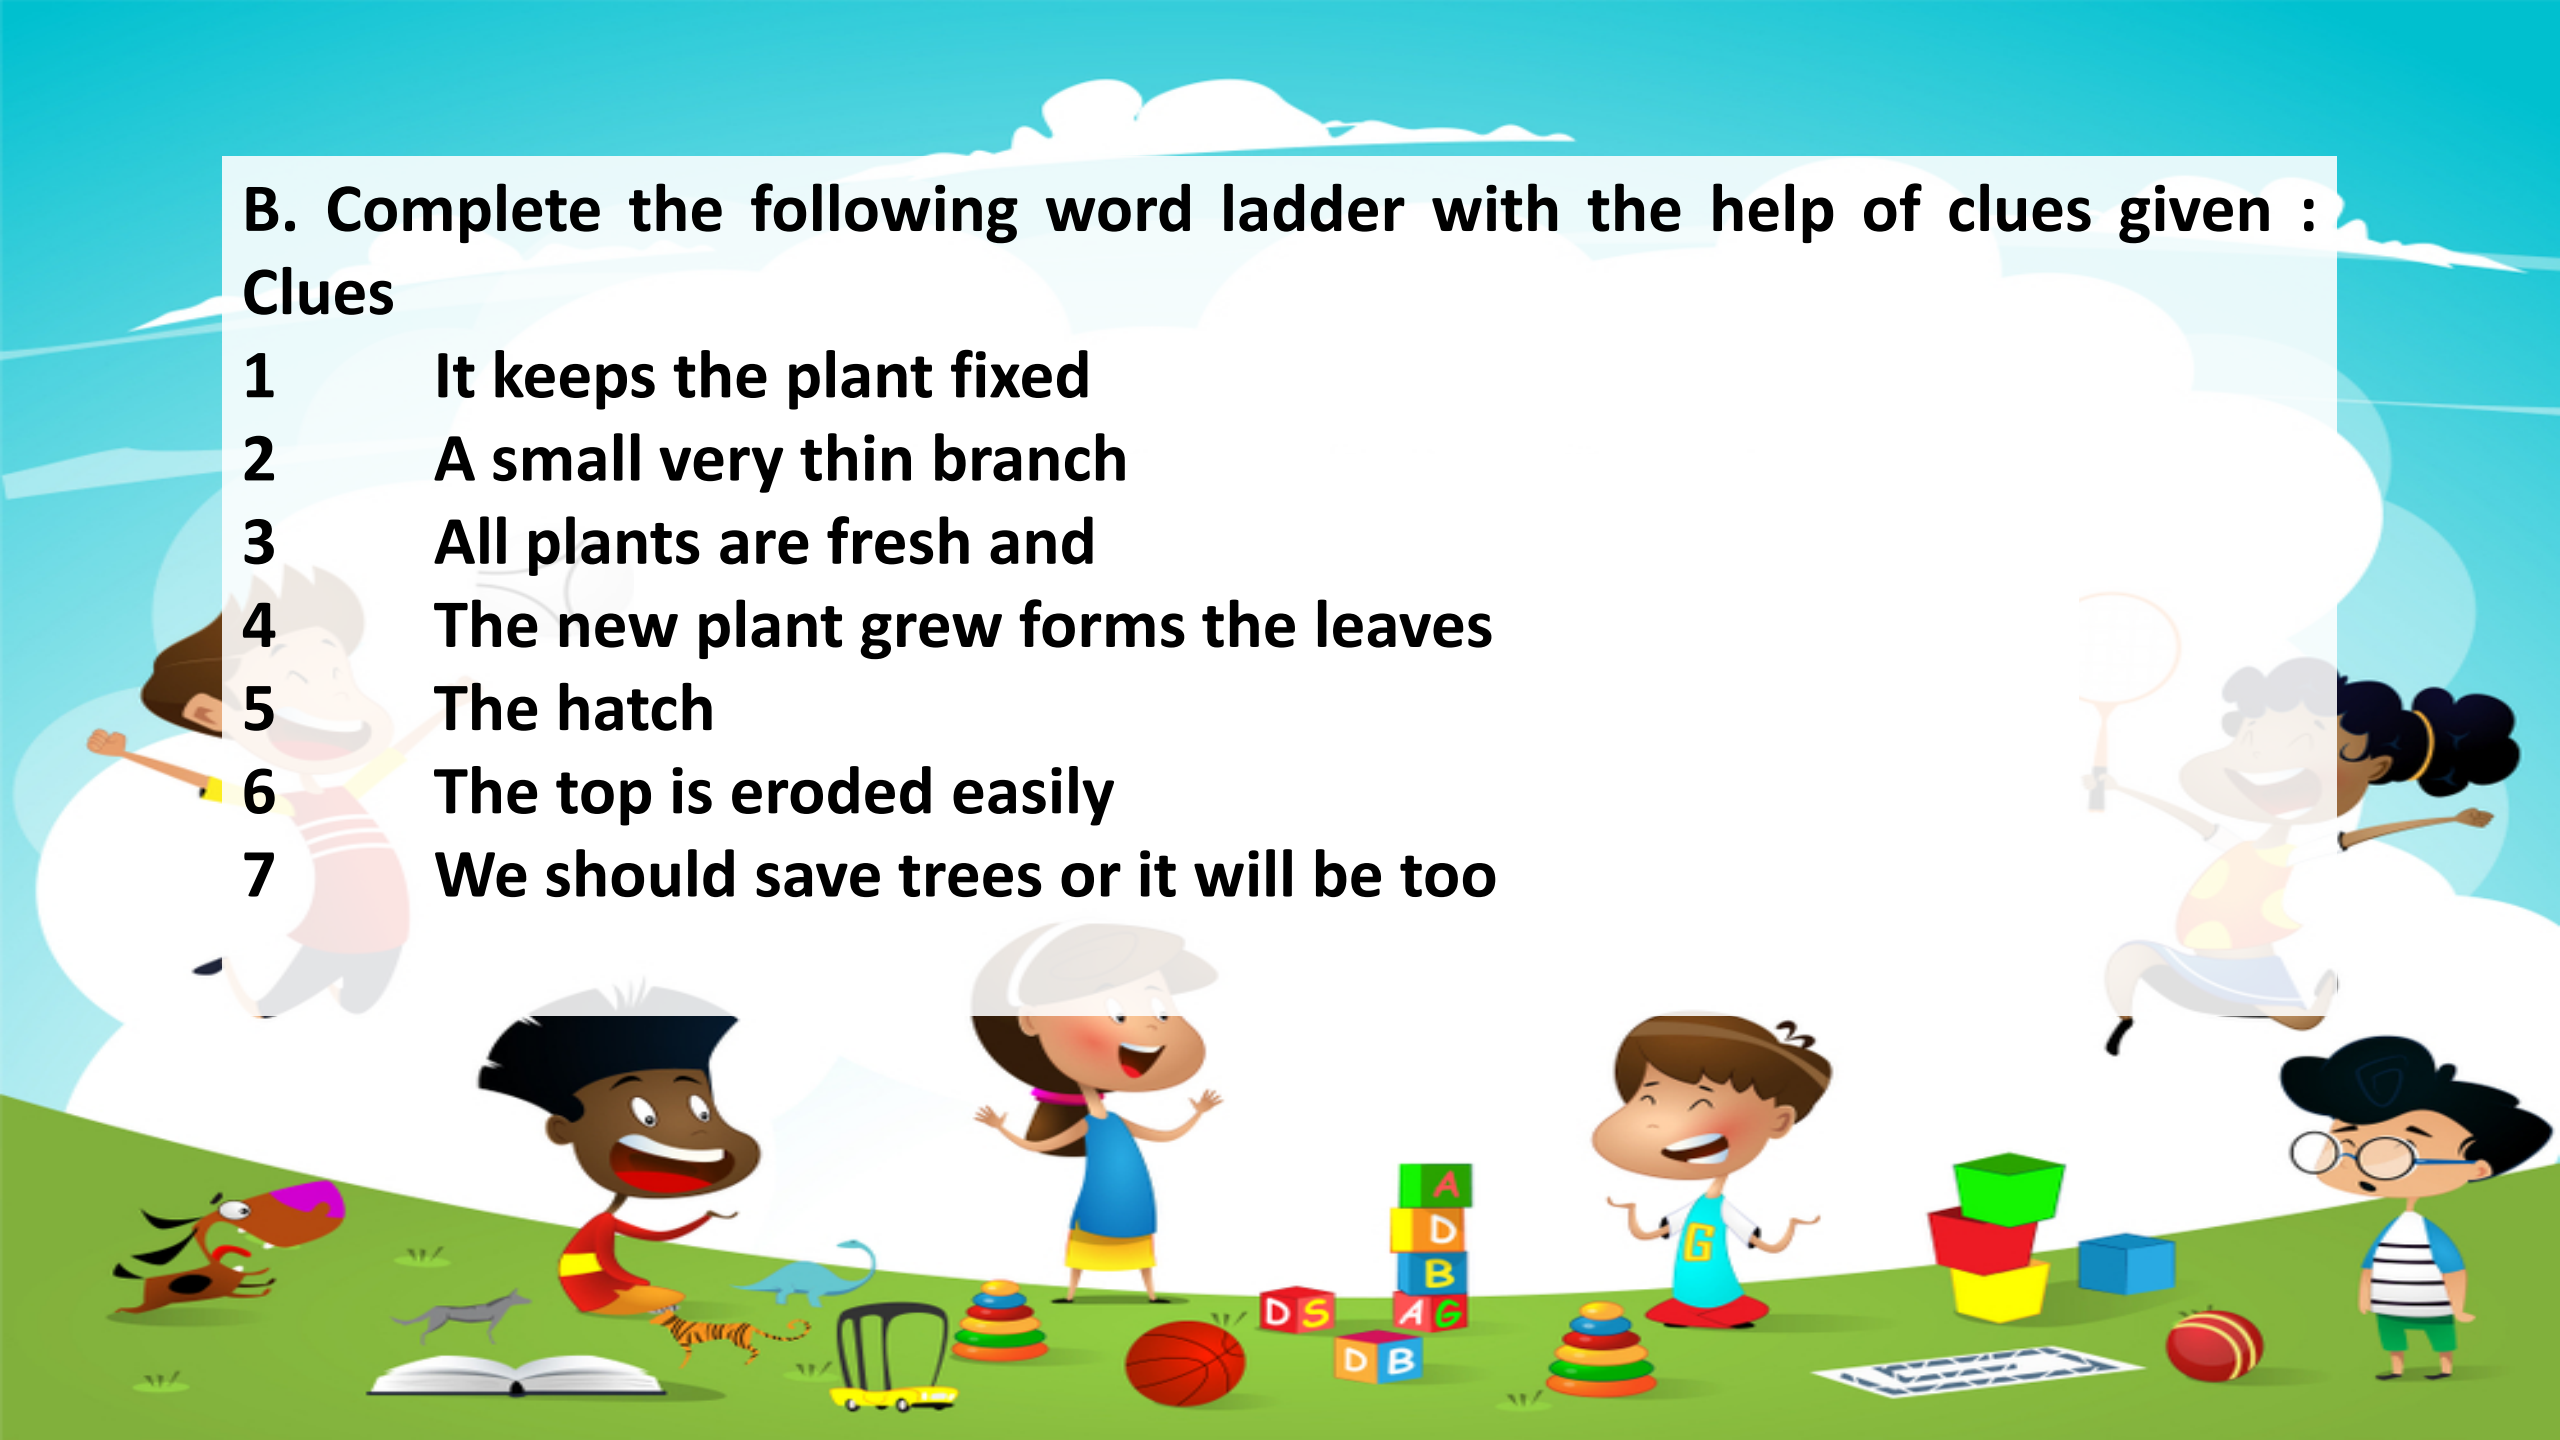 B. Complete the following word ladder with the help of clues given :
Clues
1 It keeps the plant fixed
2 A small very thin branch
3 All plants are fresh and
4 The new plant grew forms the leaves
5 The hatch
6 The top is eroded easily
7 We should save trees or it will be too
A
D
B
D S
A G
D B
G